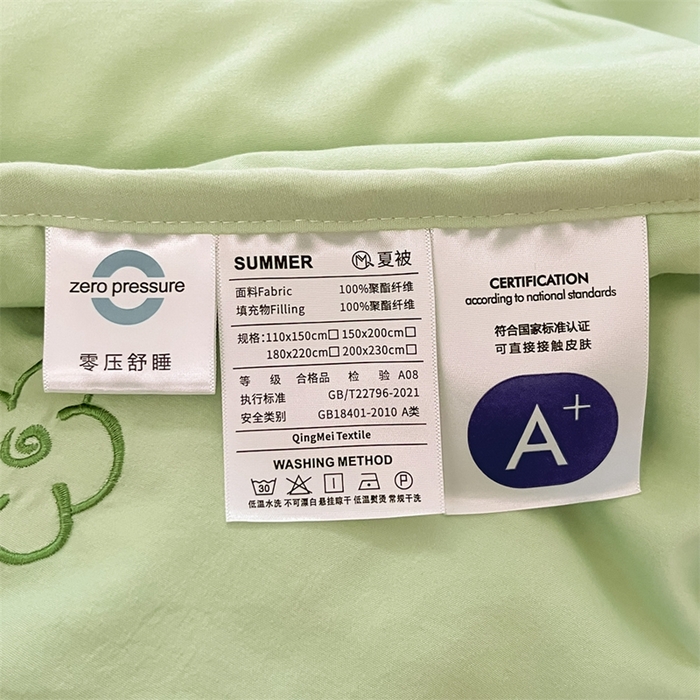 zero pressure
零压舒睡
SUMMER 夏被
面料Fabric 100%聚酯纤维
填充物Filling 100%聚酯纤维
规格:110x150cm□ 150x200cm□
180x220cm□ 200x230cm□
等 级 合格品 检 验 A08
执行标准 GB/T22796-2021
安全类别 GB18401-2010 A类
QingMei Textile
WASHING METHOD
30 P
低温水洗 不可漂白 悬挂晾干 低温熨烫 常规干洗
CERTIFICATION
according to national standards
符合国家标准认证
可直接接触皮肤
A+